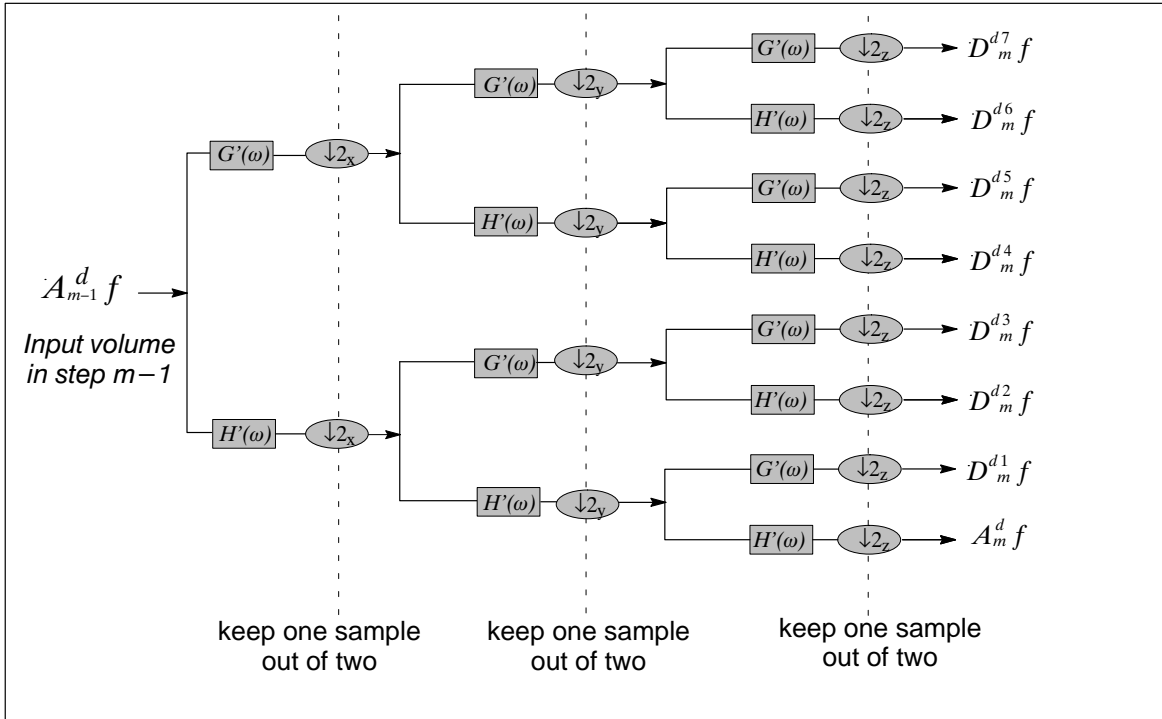 G'(ω) ↓2z D^{d7}_m f
G'(ω) ↓2y
H'(ω) ↓2z D^{d6}_m f
G'(ω) ↓2x
G'(ω) ↓2z D^{d5}_m f
H'(ω) ↓2y
H'(ω) ↓2z D^{d4}_m f
A^d_{m−1} f
Input volume
in step m−1
G'(ω) ↓2z D^{d3}_m f
G'(ω) ↓2y
H'(ω) ↓2z D^{d2}_m f
H'(ω) ↓2x
G'(ω) ↓2z D^{d1}_m f
H'(ω) ↓2y
H'(ω) ↓2z A^d_m f
keep one sample
out of two
keep one sample
out of two
keep one sample
out of two